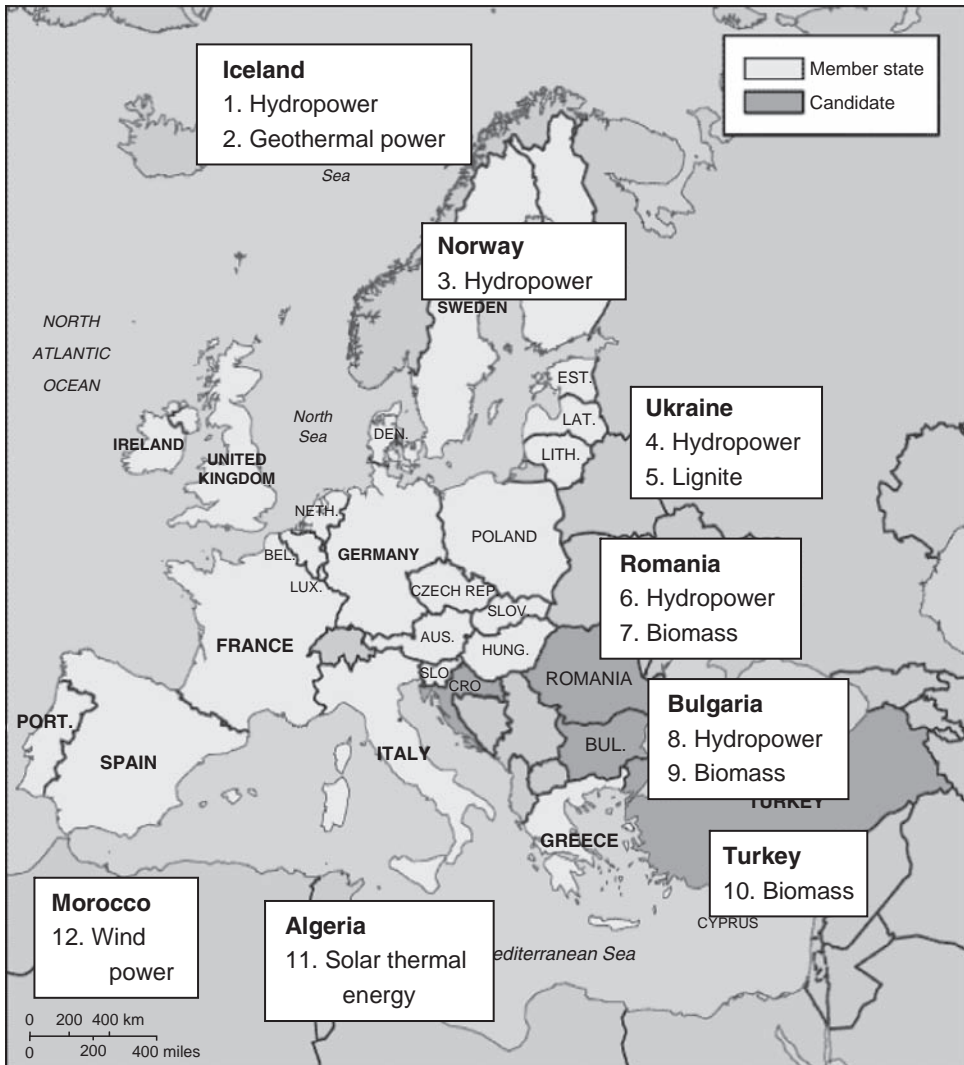 Iceland
1. Hydropower
2. Geothermal power
Member state
Candidate
Sea
Norway
3. Hydropower
SWEDEN
NORTH
ATLANTIC
OCEAN
North
Sea
EST.
LAT.
LITH.
DEN.
IRELAND
UNITED
KINGDOM
Ukraine
4. Hydropower
5. Lignite
NETH.
BEL.
LUX.
GERMANY
POLAND
CZECH REP
SLOV.
AUS.
HUNG.
FRANCE
SLO
CRO
Romania
6. Hydropower
7. Biomass
ROMANIA
BUL.
Bulgaria
8. Hydropower
9. Biomass
TURKEY
PORT.
SPAIN
ITALY
GREECE
Turkey
10. Biomass
CYPRUS
Morocco
12. Wind
power
Algeria
11. Solar thermal
energy
editerranean Sea
0 200 400 km
0 200 400 miles